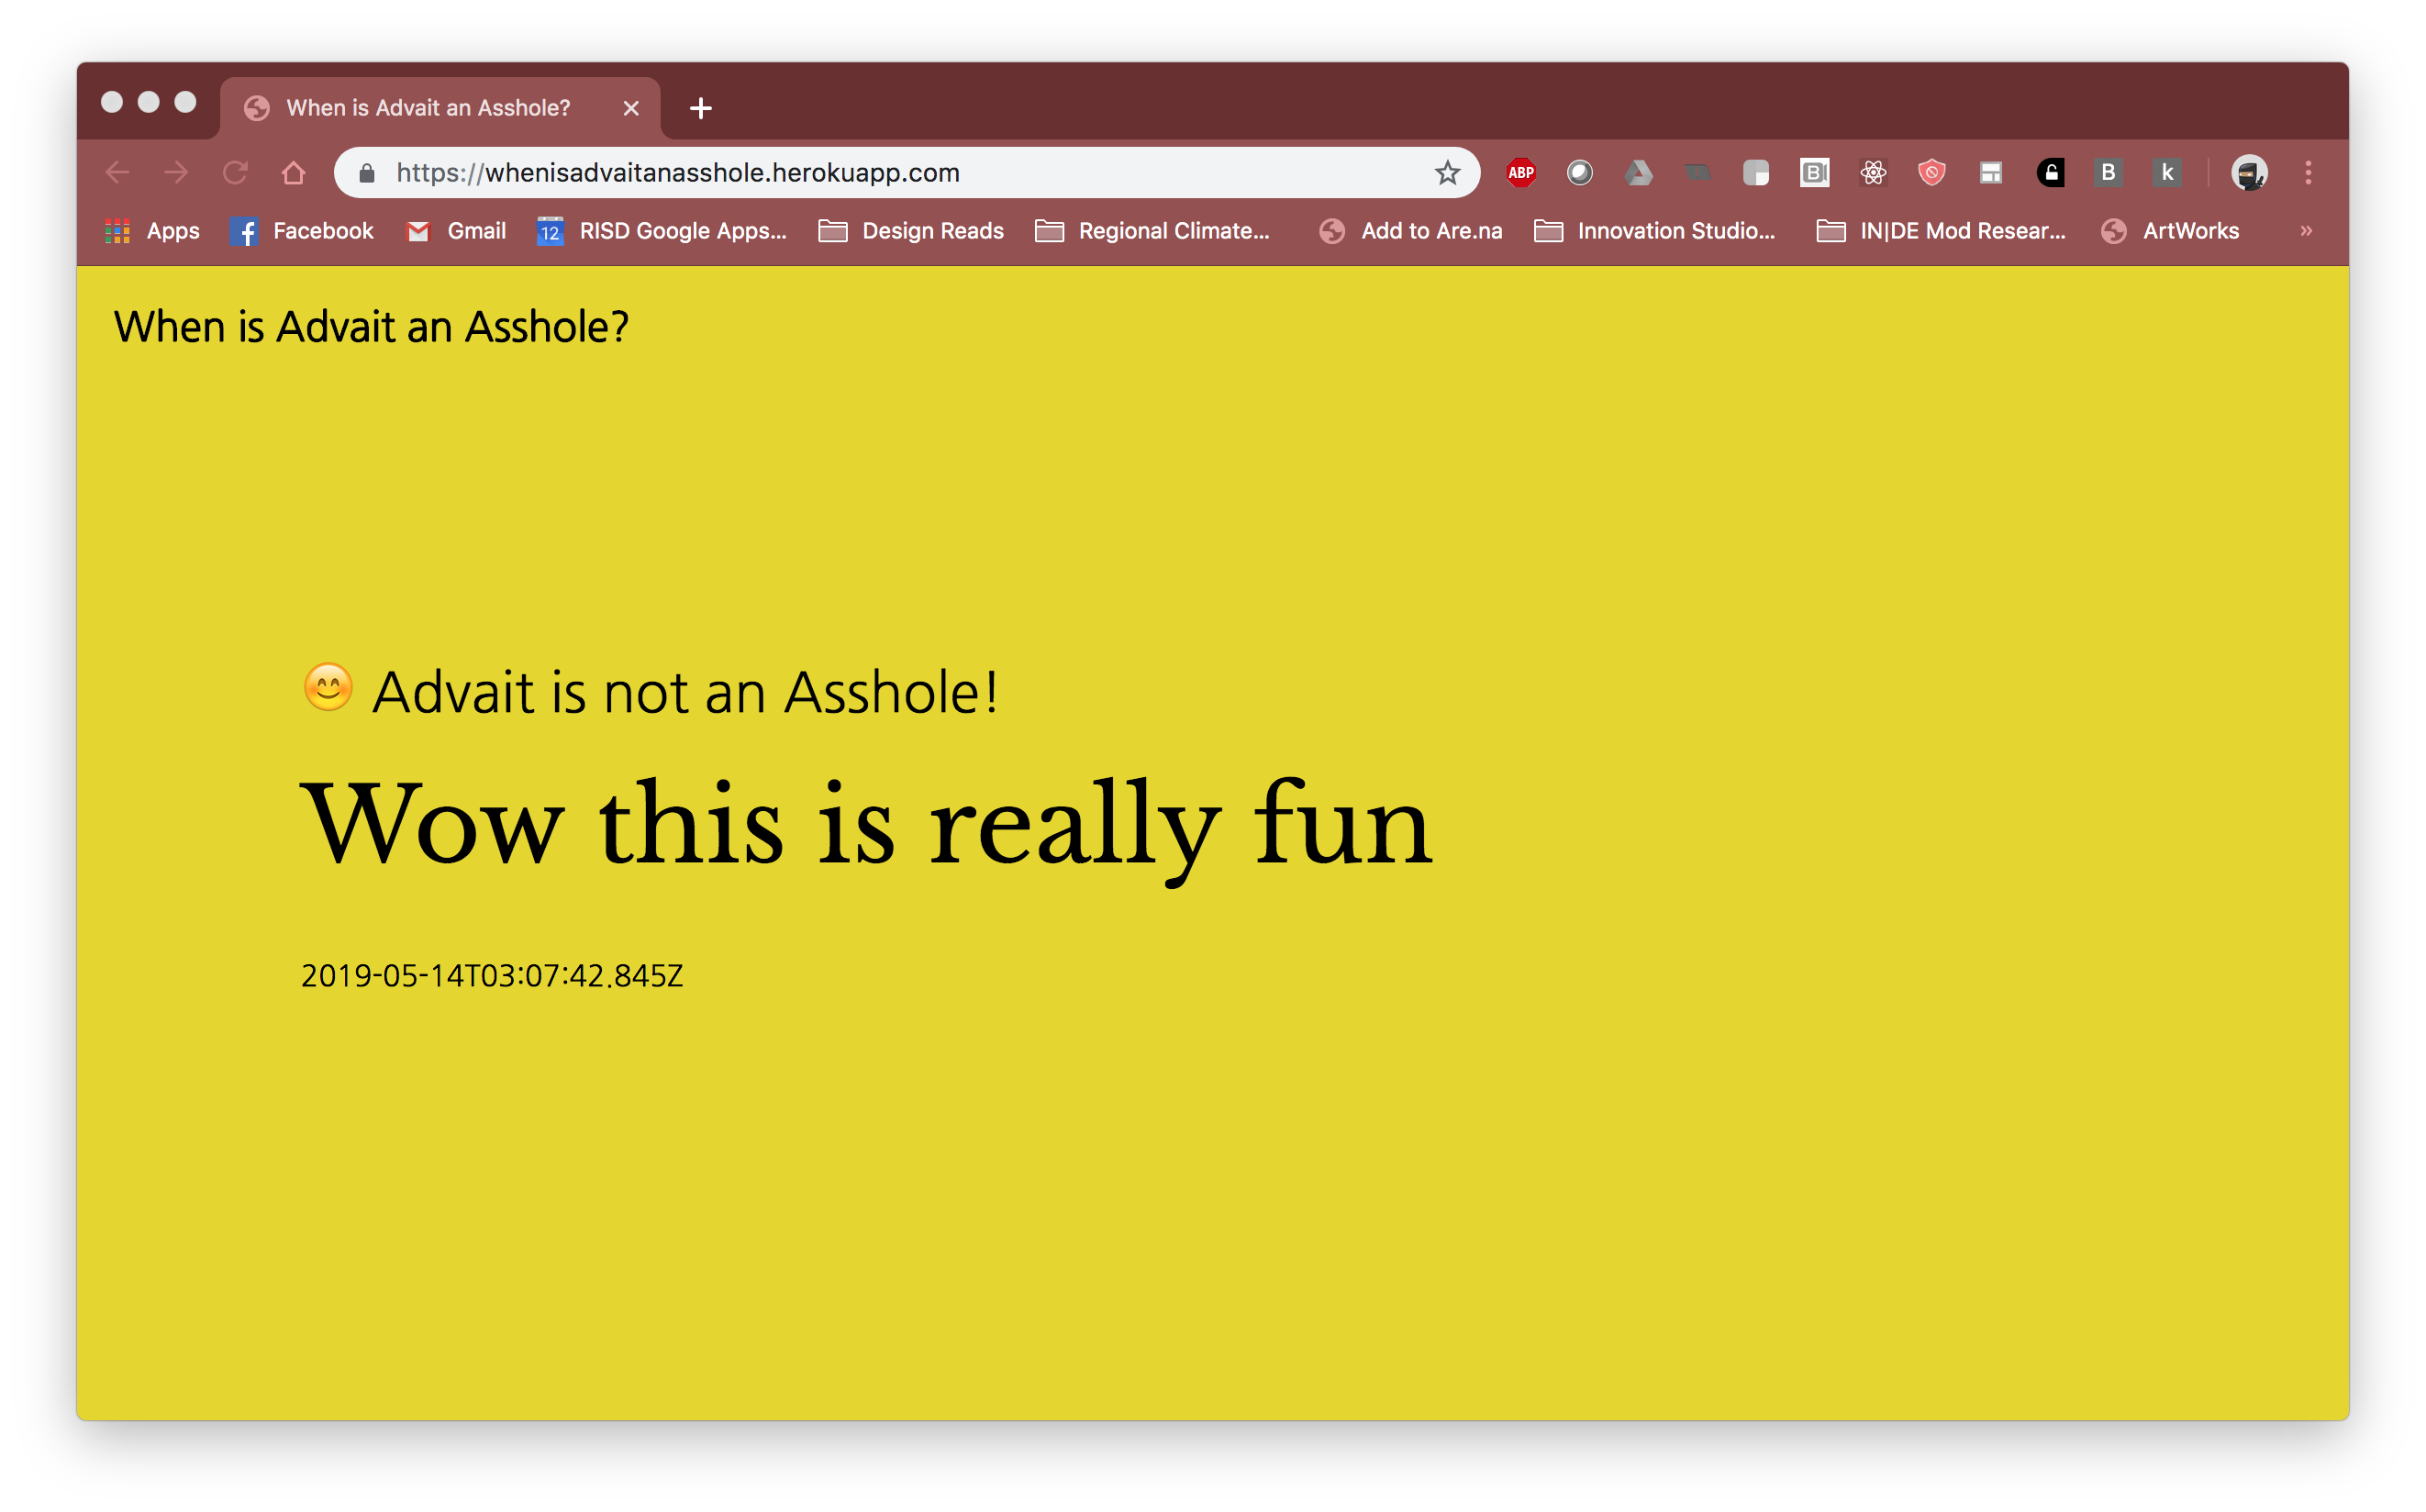 When is Advait an Asshole?
https://whenisadvaitanasshole.herokuapp.com
ABP
B
B
k
Apps
Facebook
Gmail
12
RISD Google Apps...
Design Reads
Regional Climate...
Add to Are.na
Innovation Studio...
IN|DE Mod Resear...
ArtWorks
»
When is Advait an Asshole?
😊 Advait is not an Asshole!
Wow this is really fun
2019-05-14T03:07:42.845Z